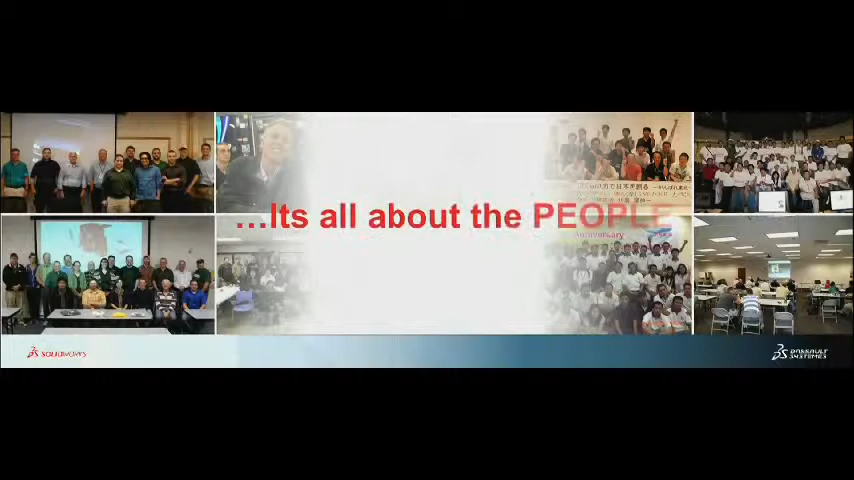 ...Its all about the PEOPLE
Anniversary
SOLIDWORKS
DASSAULT
SYSTEMES